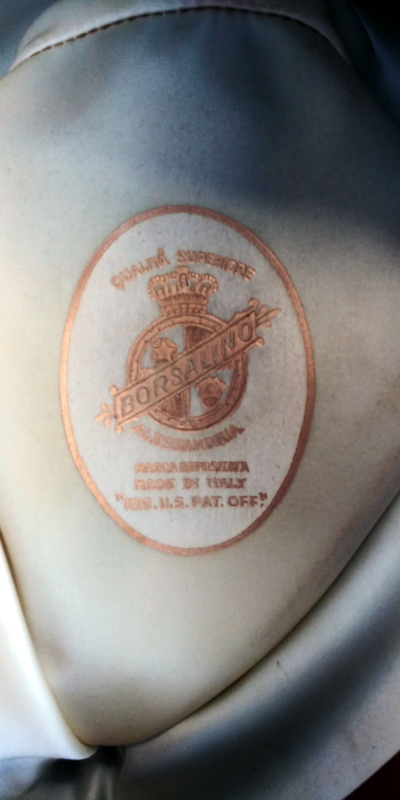 QUALITÀ SUPERIORE
BORSALINO
ALESSANDRIA
MARCA DEPOSITATA
MADE IN ITALY
"REG. U.S. PAT. OFF."